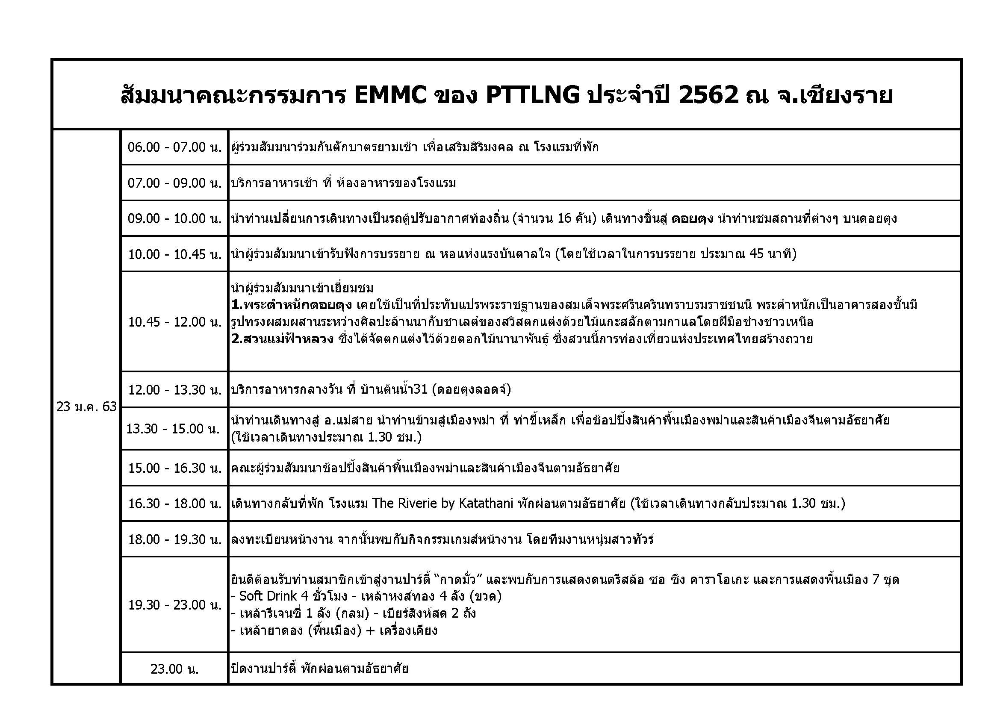 สัมมนาคณะกรรมการ EMMC ของ PTTLNG ประจำปี 2562 ณ จ.เชียงราย
23 ม.ค. 63
06.00 - 07.00 น. ผู้ร่วมสัมมนาร่วมกันตักบาตรยามเช้า เพื่อเสริมสิริมงคล ณ โรงแรมที่พัก
07.00 - 09.00 น. บริการอาหารเช้า ที่ ห้องอาหารของโรงแรม
09.00 - 10.00 น. นำท่านเปลี่ยนการเดินทางเป็นรถตู้ปรับอากาศท้องถิ่น (จำนวน 16 คัน) เดินทางขึ้นสู่ ดอยตุง นำท่านชมสถานที่ต่างๆ บนดอยตุง
10.00 - 10.45 น. นำผู้ร่วมสัมมนาเข้ารับฟังการบรรยาย ณ หอแห่งแรงบันดาลใจ (โดยใช้เวลาในการบรรยาย ประมาณ 45 นาที)
10.45 - 12.00 น. นำผู้ร่วมสัมมนาเข้าเยี่ยมชม
1.พระตำหนักดอยตุง เคยใช้เป็นที่ประทับแปรพระราชฐานของสมเด็จพระศรีนครินทราบรมราชชนนี พระตำหนักเป็นอาคารสองชั้นมี
รูปทรงผสมผสานระหว่างศิลปะล้านนากับชาเลต์ของสวิสตกแต่งด้วยไม้แกะสลักตามกาแลโดยฝีมือช่างชาวเหนือ
2.สวนแม่ฟ้าหลวง ซึ่งได้จัดตกแต่งไว้ด้วยดอกไม้นานาพันธุ์ ซึ่งสวนนี้การท่องเที่ยวแห่งประเทศไทยสร้างถวาย
12.00 - 13.30 น. บริการอาหารกลางวัน ที่ บ้านต้นน้ำ31 (ดอยตุงลอดจ์)
13.30 - 15.00 น. นำท่านเดินทางสู่ อ.แม่สาย นำท่านข้ามสู่เมืองพม่า ที่ ท่าขี้เหล็ก เพื่อช้อปปิ้งสินค้าพื้นเมืองพม่าและสินค้าเมืองจีนตามอัธยาศัย
(ใช้เวลาเดินทางประมาณ 1.30 ชม.)
15.00 - 16.30 น. คณะผู้ร่วมสัมมนาช้อปปิ้งสินค้าพื้นเมืองพม่าและสินค้าเมืองจีนตามอัธยาศัย
16.30 - 18.00 น. เดินทางกลับที่พัก โรงแรม The Riverie by Katathani พักผ่อนตามอัธยาศัย (ใช้เวลาเดินทางกลับประมาณ 1.30 ชม.)
18.00 - 19.30 น. ลงทะเบียนหน้างาน จากนั้นพบกับกิจกรรมเกมส์หน้างาน โดยทีมงานหนุ่มสาวทัวร์
19.30 - 23.00 น. ยินดีต้อนรับท่านสมาชิกเข้าสู่งานปาร์ตี้ “กาดมั่ว” และพบกับการแสดงดนตรีสล้อ ซอ ซึง คาราโอเกะ และการแสดงพื้นเมือง 7 ชุด
- Soft Drink 4 ชั่วโมง - เหล้าหงส์ทอง 4 ลัง (ขวด)
- เหล้ารีเจนซี่ 1 ลัง (กลม) - เบียร์สิงห์สด 2 ถัง
- เหล้ายาดอง (พื้นเมือง) + เครื่องเคียง
23.00 น. ปิดงานปาร์ตี้ พักผ่อนตามอัธยาศัย